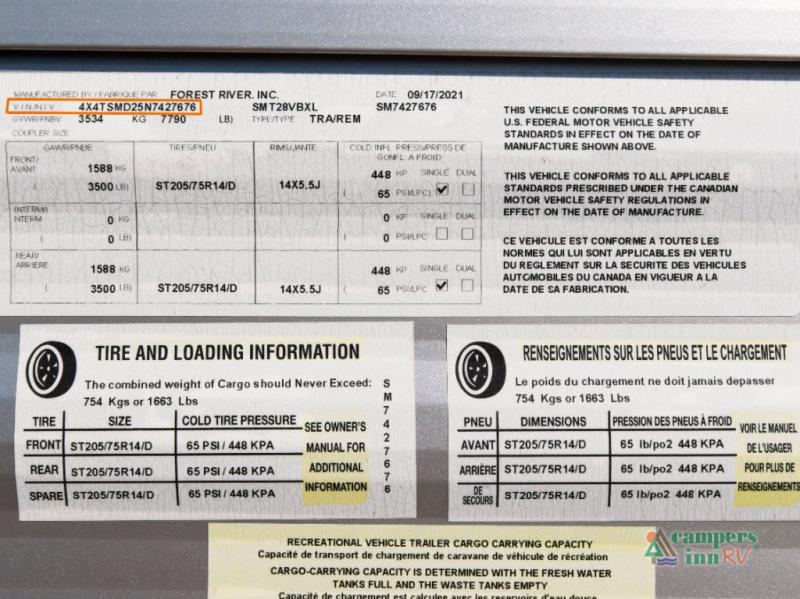 MANUFACTURED BY / FABRIQUE PAR FOREST RIVER, INC. DATE 09/17/2021
V I N/N I V 4X4TSMD25N7427676 SMT28VBXL SM7427676
GVWR/PNBV 3534 KG 7790 LB) TYPE/TYPE TRA/REM
COUPLER SIZE
GAWR/PNBE TIRES/PNEU RIMS/JANTE COLD INFL PRESS/PRESS DE
GONFL A FROID
FRONT/
AVANT 1588 KG 448 KP SINGLE DUAL
( 3500 LB) ST205/75R14/D 14X5.5J ( 65 PSI/LPC)
INTERM/
INTERM 0 KG 0 KP SINGLE DUAL
( 0 LB) ( 0 PSI/LPC
REAR/
ARRIERE 1588 KG 448 KP SINGLE DUAL
( 3500 LB) ST205/75R14/D 14X5.5J ( 65 PSI/LPC
THIS VEHICLE CONFORMS TO ALL APPLICABLE
U.S. FEDERAL MOTOR VEHICLE SAFETY
STANDARDS IN EFFECT ON THE DATE OF
MANUFACTURE SHOWN ABOVE.
THIS VEHICLE CONFORMS TO ALL APPLICABLE
STANDARDS PRESCRIBED UNDER THE CANADIAN
MOTOR VEHICLE SAFETY REGULATIONS IN
EFFECT ON THE DATE OF MANUFACTURE.
CE VEHICULE EST CONFORME A TOUTES LES
NORMES QUI LUI SONT APPLICABLES EN VERTU
DU REGLEMENT SUR LA SECURITE DES VEHICULES
AUTOMOBILES DU CANADA EN VIGUEUR A LA
DATE DE SA FABRICATION.
TIRE AND LOADING INFORMATION
The combined weight of Cargo should Never Exceed:
754 Kgs or 1663 Lbs
TIRE SIZE COLD TIRE PRESSURE
FRONT ST205/75R14/D 65 PSI / 448 KPA
REAR ST205/75R14/D 65 PSI / 448 KPA
SPARE ST205/75R14/D 65 PSI / 448 KPA
SEE OWNER'S
MANUAL FOR
ADDITIONAL
INFORMATION
SM7427676
RENSEIGNEMENTS SUR LES PNEUS ET LE CHARGEMENT
Le poids du chargement ne doit jamais depasser
754 Kgs or 1663 Lbs
PNEU DIMENSIONS PRESSION DES PNEUS À FROID
AVANT ST205/75R14/D 65 lb/po2 448 KPA
ARRIÈRE ST205/75R14/D 65 lb/po2 448 KPA
DE
SECOURS ST205/75R14/D 65 lb/po2 448 KPA
VOIR LE MANUEL
DE L'USAGER
POUR PLUS DE
RENSEIGNEMENTS
RECREATIONAL VEHICLE TRAILER CARGO CARRYING CAPACITY
Capacité de transport de chargement de caravane de véhicule de récréation
CARGO-CARRYING CAPACITY IS DETERMINED WITH THE FRESH WATER
TANKS FULL AND THE WASTE TANKS EMPTY
Capacité de chargement est calculee avec les reservoirs d'eau douce
campers
inn RV